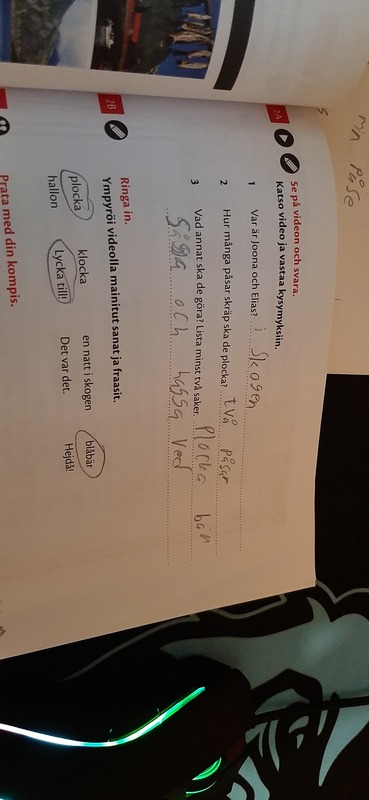 min påse
2A
Se på videon och svara.
Katso video ja vastaa kysymyksiin.
1 Var är Joona och Elias? i skogen
2 Hur många påsar skräp ska de plocka? två påsar
3 Vad annat ska de göra? Lista minst två saker. Plocka bär
såga och hugga ved
2B
Ringa in.
Ympyröi videolla mainitut sanat ja fraasit.
plocka klocka en natt i skogen blåbär
hallon Lycka till! Det var det. Hejdå!
Prata med din kompis.